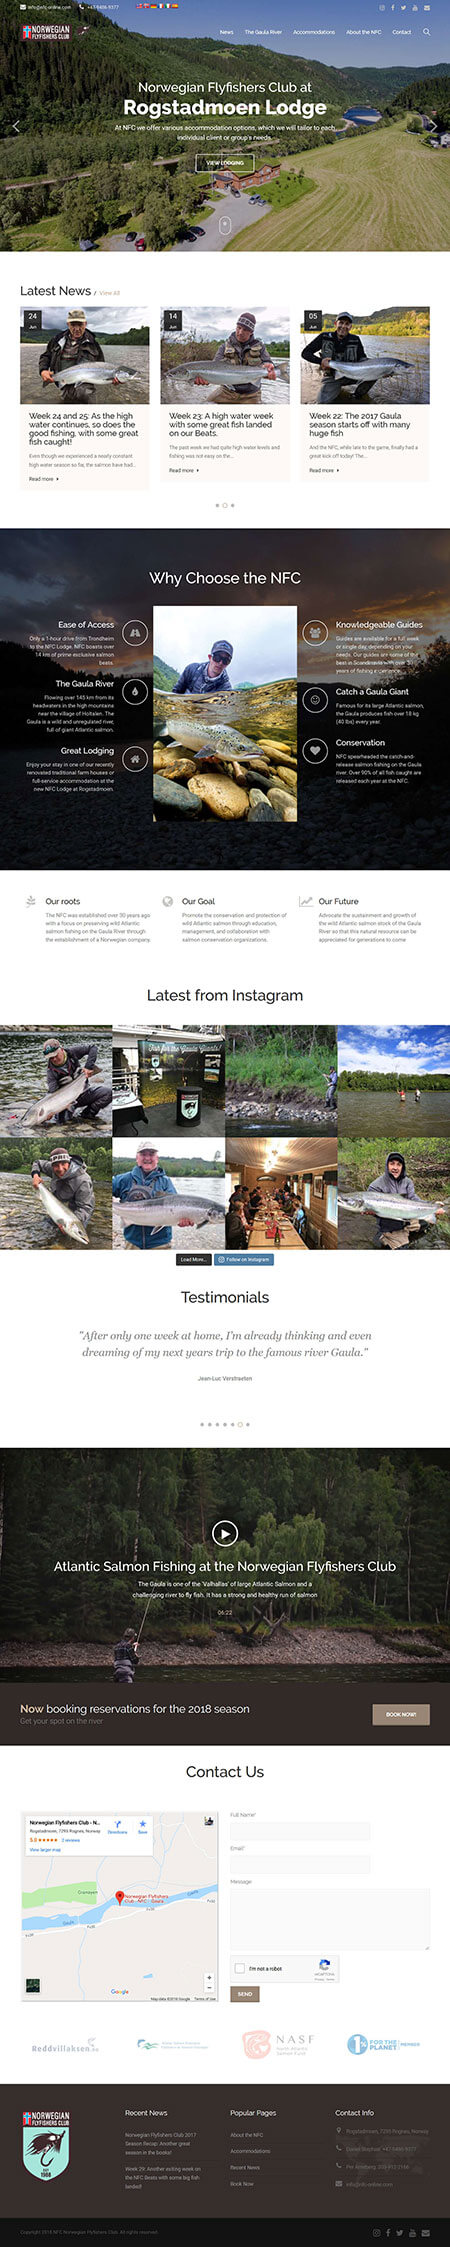 info@nfc-online.com +47-5486-9377
NORWEGIAN
FLYFISHERS CLUB
News The Gaula River Accommodations About the NFC Contact
Norwegian Flyfishers Club at
Rogstadmoen Lodge
At NFC we offer various accommodation options, which we will tailor to each
individual client or group's needs.
VIEW LODGING
Latest News / View All
24
Jun
Week 24 and 25: As the high
water continues, so does the
good fishing, with some great
fish caught!
Even though we experienced a nearly constant
high water season so far, the salmon have had...
Read more
14
Jun
Week 23: A high water week
with some great fish landed
on our Beats.
The past week we had quite high water levels and
fishing was not easy on the...
Read more
05
Jun
Week 22: The 2017 Gaula
season starts off with many
huge fish
And the NFC, while late to the game, finally had a
great kick off today! The...
Read more
Why Choose the NFC
Ease of Access
Only a 1-hour drive from Trondheim
to the NFC Lodge. NFC boasts over
14 km of prime exclusive salmon
beats.
The Gaula River
Flowing over 145 km from its
headwaters in the high mountains
near the village of Holtalen. The
Gaula is a wild and unregulated river,
full of giant Atlantic salmon.
Great Lodging
Enjoy your stay in one of our recently
renovated traditional farm houses or
full-service accommodation at the
new NFC Lodge at Rogstadmoen.
Knowledgeable Guides
Guides are available for a full week
or single day, depending on your
needs. Our guides are some of the
best in Scandinavia with over 30
years of fishing experience.
Catch a Gaula Giant
Famous for its large Atlantic salmon,
the Gaula produces fish over 18 kg
(40 lbs) every year.
Conservation
NFC spearheaded the catch-and-
release salmon fishing on the Gaula
river. Over 90% of all fish caught are
released each year at the NFC.
Our roots
The NFC was established over 30 years ago
with a focus on preserving wild Atlantic
salmon fishing on the Gaula River through
the establishment of a Norwegian company.
Our Goal
Promote the conservation and protection of
wild Atlantic salmon through education,
management, and collaboration with
salmon conservation organizations.
Our Future
Advocate the sustainment and growth of
the wild Atlantic salmon stock of the Gaula
River so that this natural resource can be
appreciated for generations to come
Latest from Instagram
Fish for the Gaula Giants!
Load More...
Follow on Instagram
Testimonials
"After only one week at home, I'm already thinking and even
dreaming of my next years trip to the famous river Gaula."
Jean-Luc Verstraeten
Atlantic Salmon Fishing at the Norwegian Flyfishers Club
The Gaula is one of the 'Valhallas' of large Atlantic Salmon and a
challenging river to fly fish. It has a strong and healthy run of salmon
06:22
Now booking reservations for the 2018 season
Get your spot on the river
BOOK NOW!
Contact Us
Norwegian Flyfishers Club - N...
Rogstadmoen, 7295 Rognes, Norway
5.0 2 reviews
View larger map
Directions Save
Norwegian Flyfishers
Club - NFC - Gaula
Google
Map data ©2018 Google Terms of Use
Full Name*
Email*
Message:
I'm not a robot
reCAPTCHA
Privacy - Terms
SEND
Reddvillaksen.no
NASF
North Atlantic
Salmon Fund
1%
FOR THE
PLANET
MEMBER
NORWEGIAN
FLYFISHERS CLUB
EST
1988
Recent News
Norwegian Flyfishers Club 2017
Season Recap: Another great
season in the books!
Week 29: Another exiting week on
the NFC Beats with some big fish
landed!
Popular Pages
About the NFC
Accommodations
Recent News
Book Now
Contact Info
Rogstadmoen, 7295 Rognes, Norway
info@nfc-online.com
Copyright 2018 NFC Norwegian Flyfishers Club. All rights reserved.